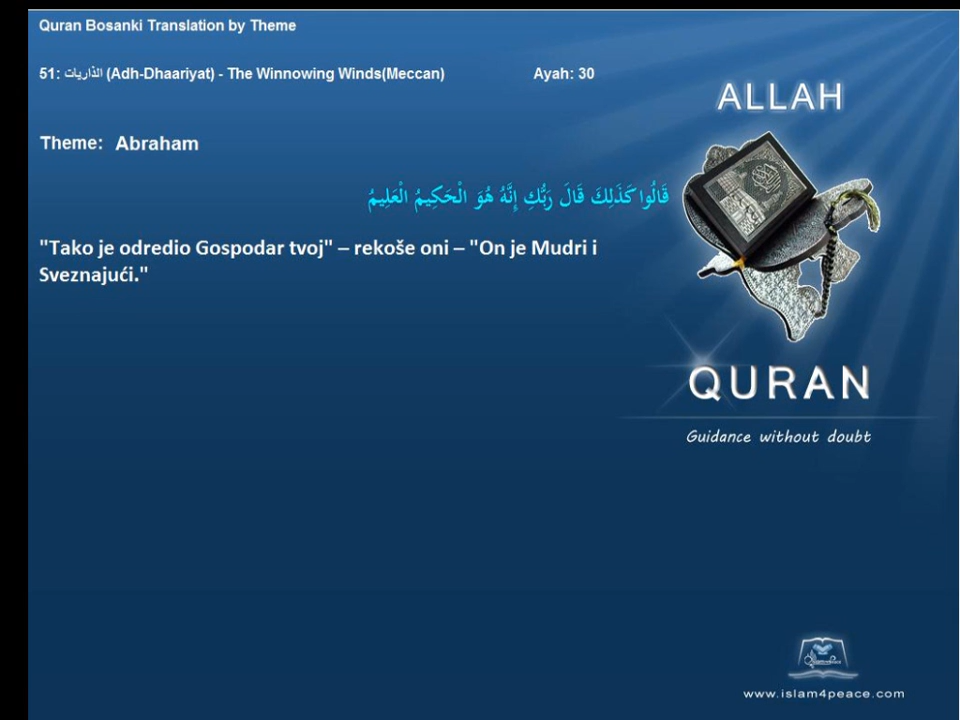 Quran Bosanki Translation by Theme
51: الذاريات (Adh-Dhaariyat) - The Winnowing Winds(Meccan) Ayah: 30
ALLAH
Theme: Abraham
قَالُوا كَذَلِكَ قَالَ رَبُّكِ إِنَّهُ هُوَ الْحَكِيمُ الْعَلِيمُ
"Tako je odredio Gospodar tvoj" – rekoše oni – "On je Mudri i
Sveznajući."
QURAN
Guidance without doubt
www.islam4peace.com